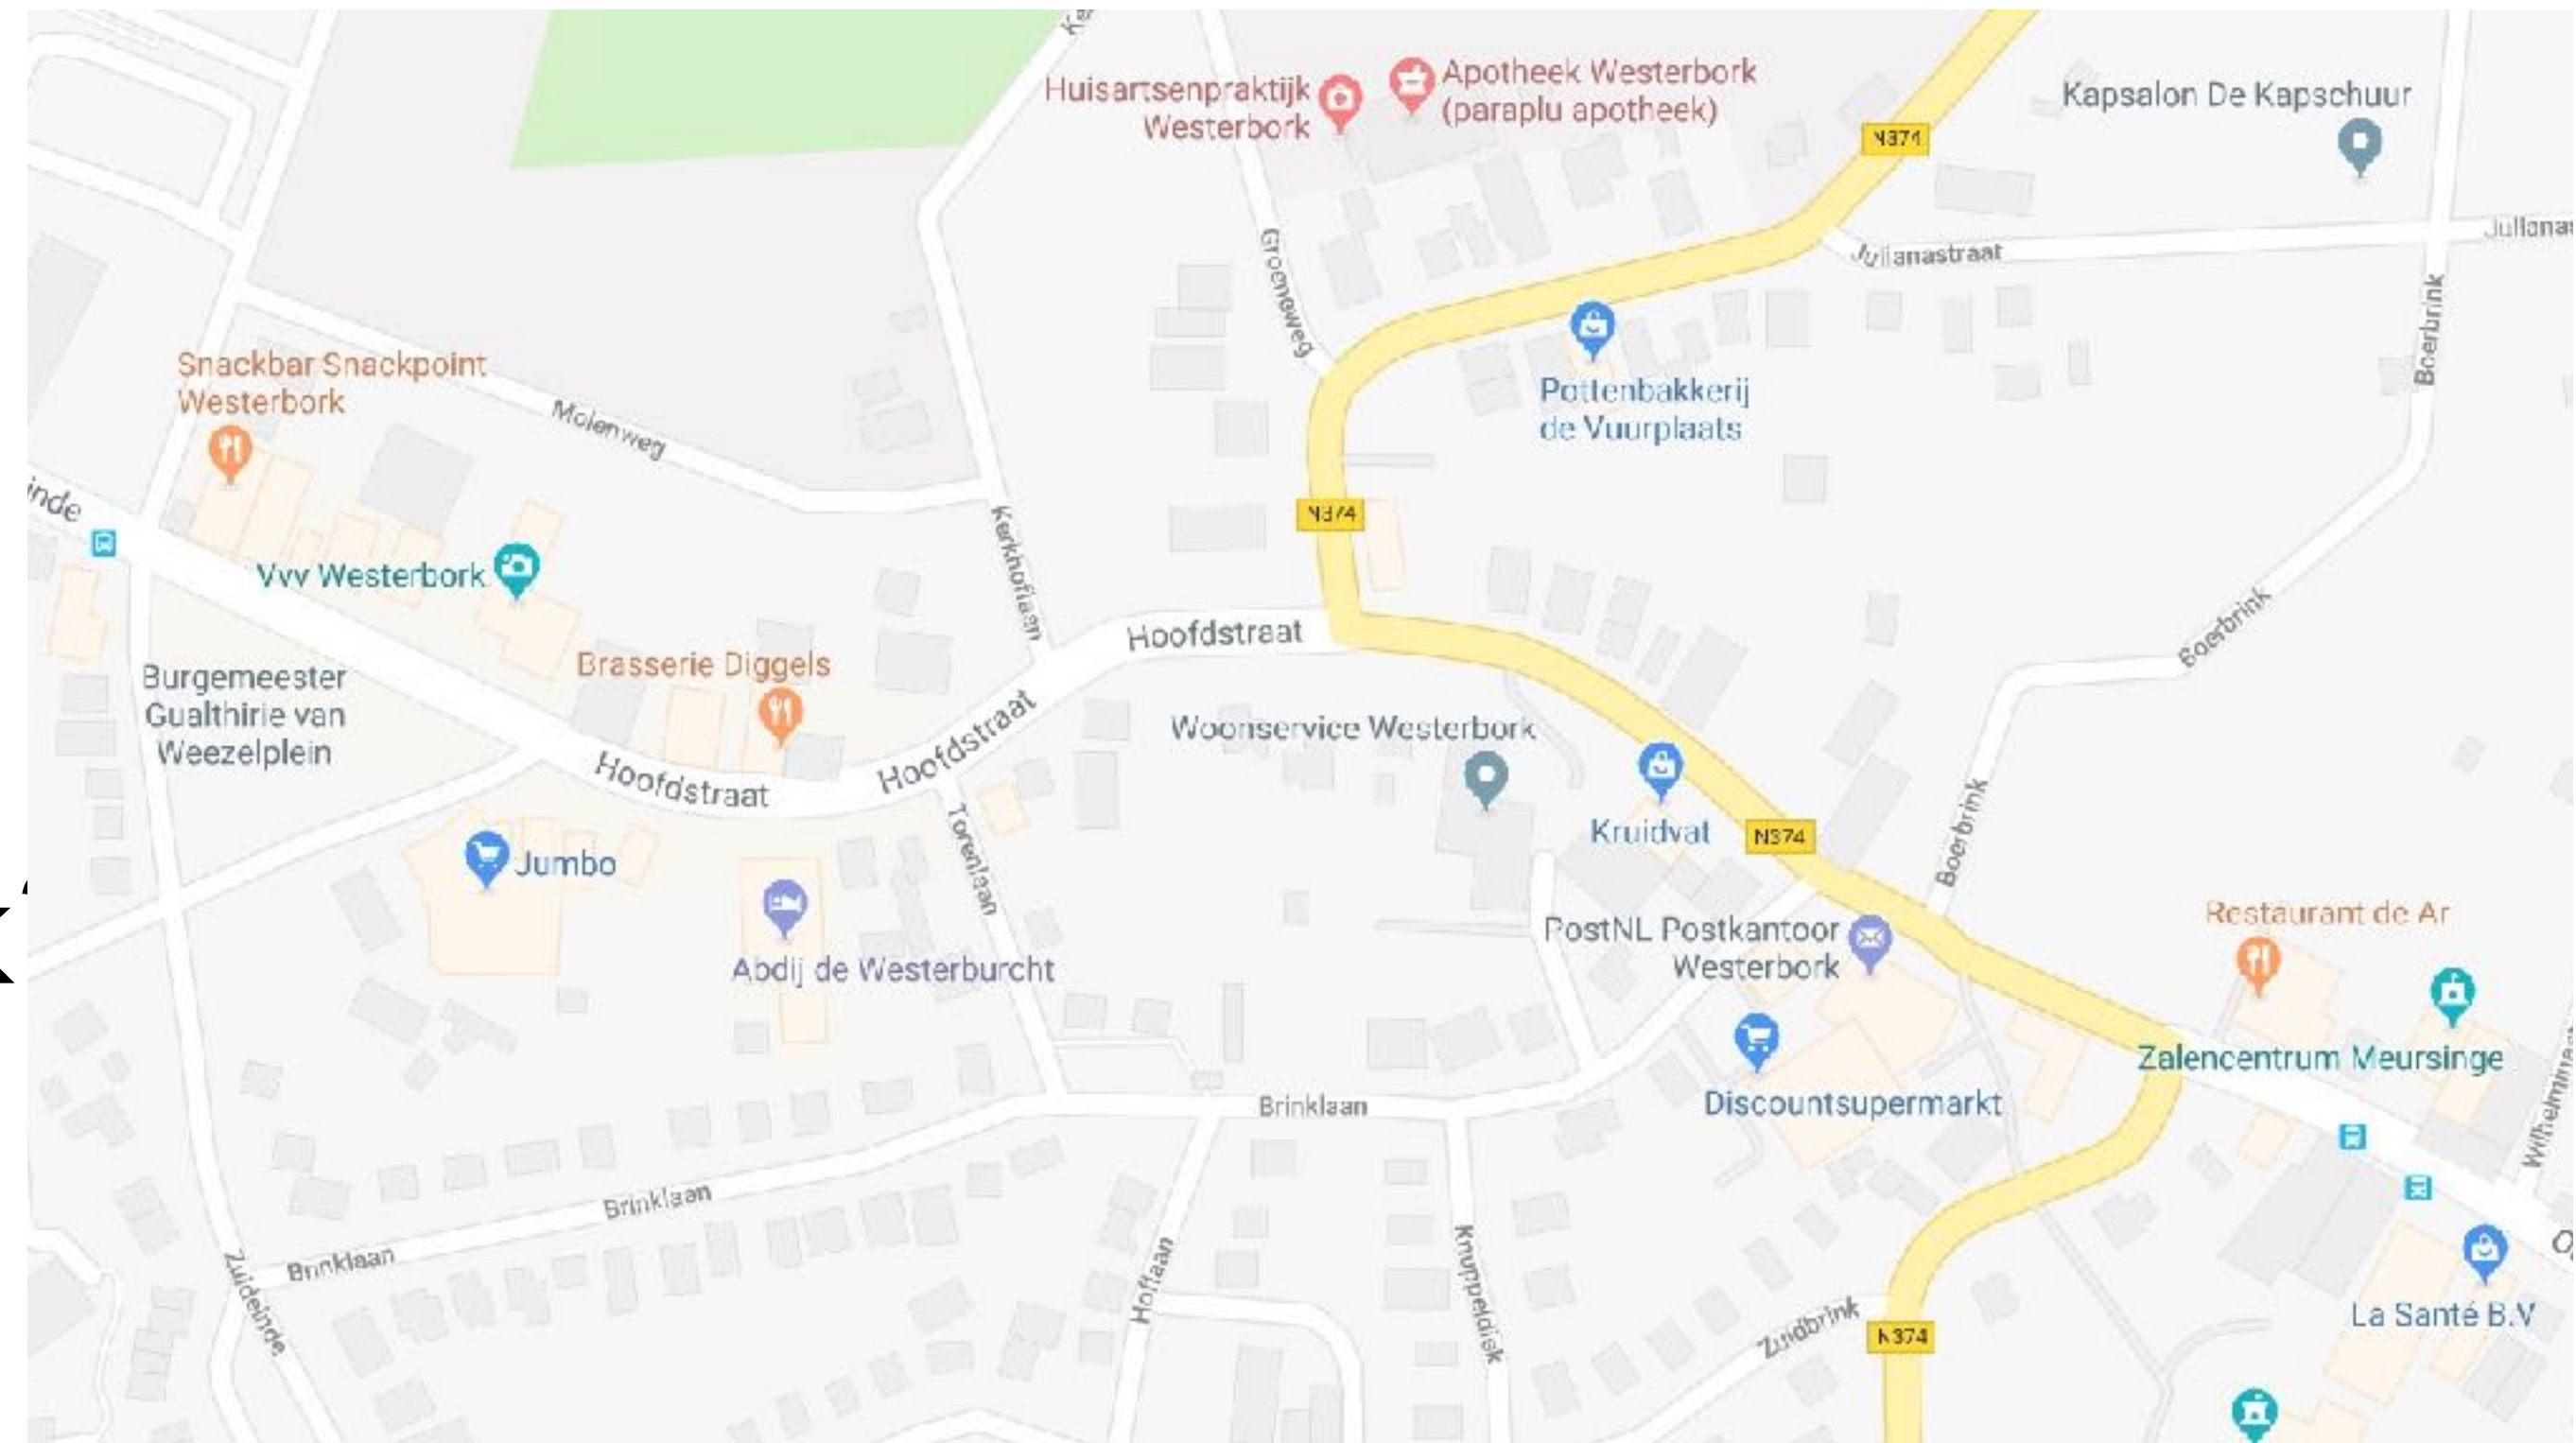 Huisartsenpraktijk
Westerbork
Apotheek Westerbork
(paraplu apotheek)
Kapsalon De Kapschuur
N374
Julianastraat
Groeneweg
Boerbrink
Snackbar Snackpoint
Westerbork
Pottenbakkerij
de Vuurplaats
Molenweg
inde
N374
Kerkhoflaan
Vvv Westerbork
Hoofdstraat
Boerbrink
Burgemeester
Gualthirie van
Weezelplein
Brasserie Diggels
Hoofdstraat
Woonservice Westerbork
Hoofdstraat
Kruidvat
N374
Boerbrink
Jumbo
Torenlaan
k
PostNL Postkantoor
Westerbork
Restaurant de Ar
Abdij de Westerburcht
Zalencentrum Meursinge
Discountsupermarkt
Brinklaan
Brinklaan
Brinklaan
Zuideinde
Hoflaan
Knuppeldisk
Zuidbrink
N374
La Santé B.V